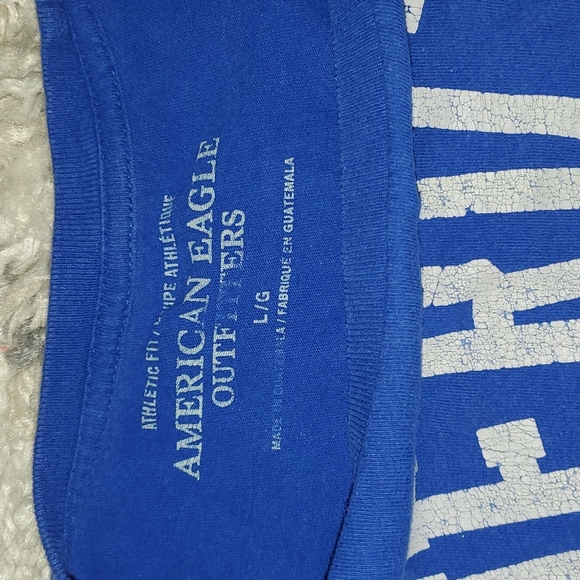 ATHLETIC FIT / COUPE ATHLÉTIQUE
AMERICAN EAGLE
OUTFITTERS
L/G
MADE IN GUATEMALA / FABRIQUÉ EN GUATEMALA